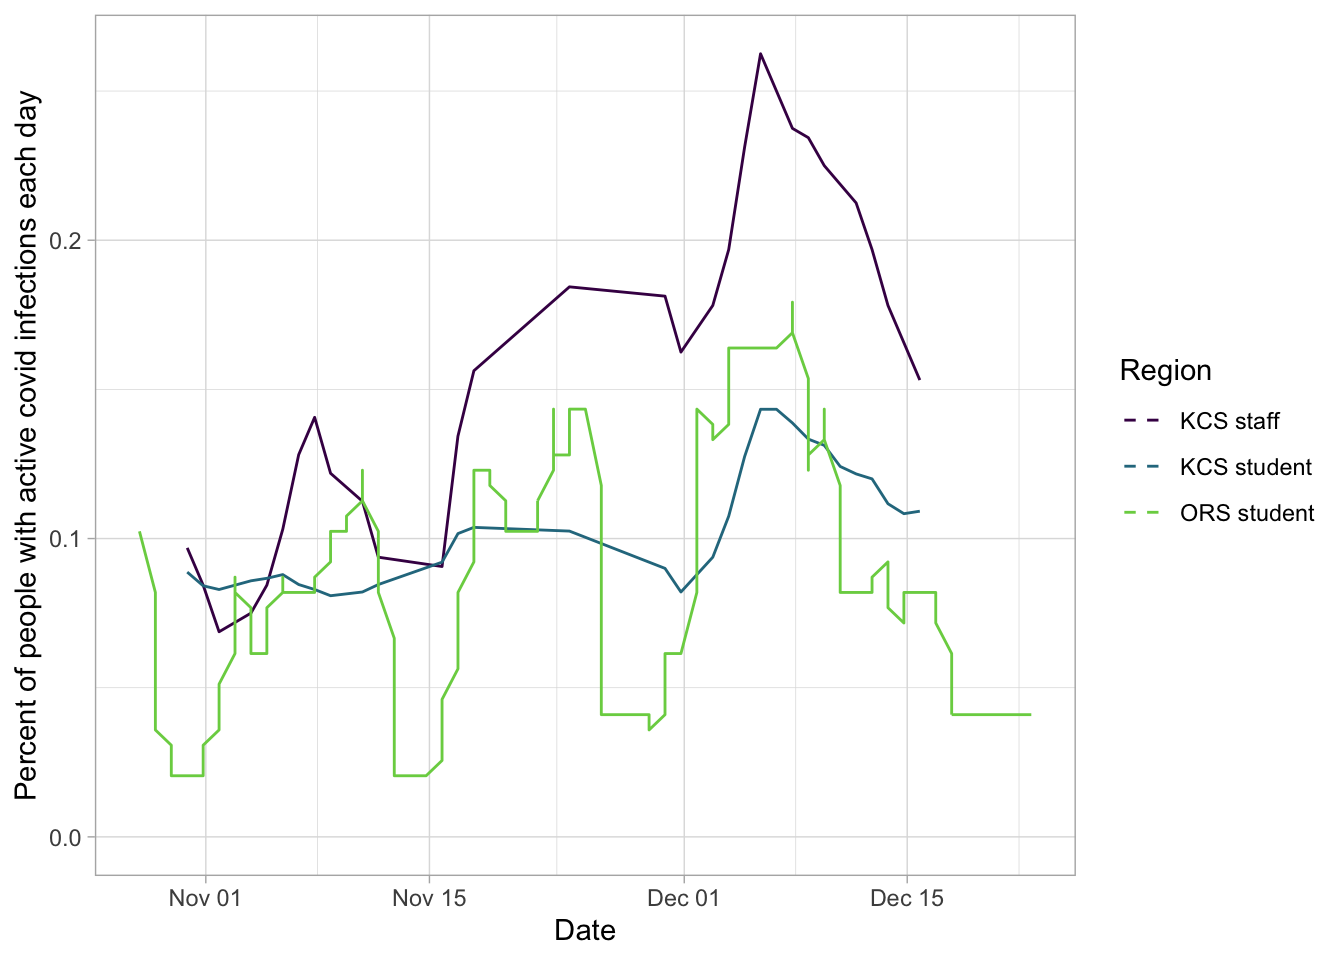 Percent of people with active covid infections each day
0.2
0.1
0.0
Nov 01
Nov 15
Dec 01
Dec 15
Date
Region
KCS staff
KCS student
ORS student